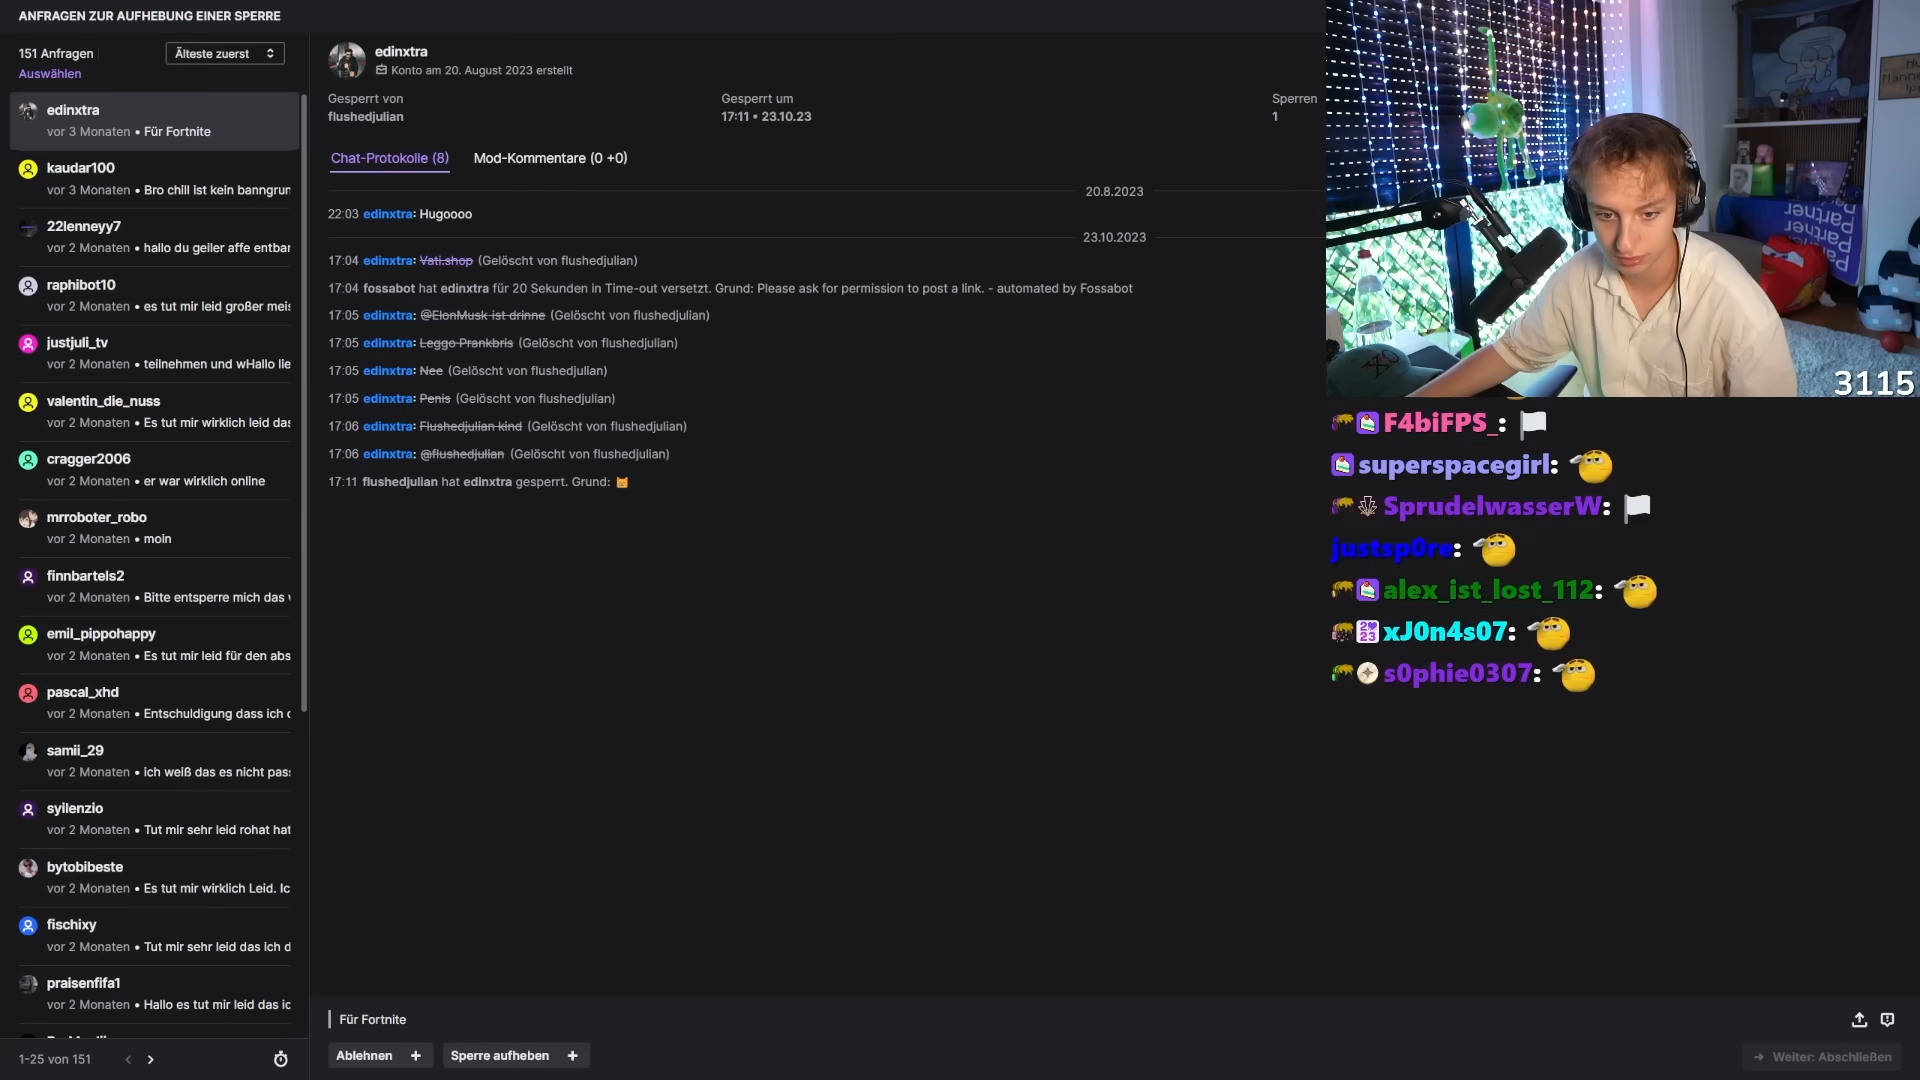 ANFRAGEN ZUR AUFHEBUNG EINER SPERRE
151 Anfragen
Älteste zuerst
Auswählen
edinxtra
vor 3 Monaten • Für Fortnite
kaudar100
vor 3 Monaten • Bro chill ist kein banngrun
22lenneyy7
vor 2 Monaten • hallo du geiler affe entbar
raphibot10
vor 2 Monaten • es tut mir leid großer meis
justjuli_tv
vor 2 Monaten • teilnehmen und wHallo lie
valentin_die_nuss
vor 2 Monaten • Es tut mir wirklich leid das
cragger2006
vor 2 Monaten • er war wirklich online
mrroboter_robo
vor 2 Monaten • moin
finnbartels2
vor 2 Monaten • Bitte entsperre mich das
emil_pippohappy
vor 2 Monaten • Es tut mir leid für den abs
pascal_xhd
vor 2 Monaten • Entschuldigung dass ich
samii_29
vor 2 Monaten • ich weiß das es nicht pas
syilenzio
vor 2 Monaten • Tut mir sehr leid rohat hat
bytobibeste
vor 2 Monaten • Es tut mir wirklich Leid. Ic
fischixy
vor 2 Monaten • Tut mir sehr leid das ich d
praisenfifa1
vor 2 Monaten • Hallo es tut mir leid das ic
1-25 von 151
edinxtra
Konto am 20. August 2023 erstellt
Gesperrt von
flushedjulian
Gesperrt um
17:11 • 23.10.23
Sperren
1
Chat-Protokolle (8)
Mod-Kommentare (0 +0)
20.8.2023
22:03 edinxtra: Hugoooo
23.10.2023
17:04 edinxtra: Vati.shop (Gelöscht von flushedjulian)
17:04 fossabot hat edinxtra für 20 Sekunden in Time-out versetzt. Grund: Please ask for permission to post a link. - automated by Fossabot
17:05 edinxtra: @ElonMusk ist drinne (Gelöscht von flushedjulian)
17:05 edinxtra: Leggo Prankbris (Gelöscht von flushedjulian)
17:05 edinxtra: Nee (Gelöscht von flushedjulian)
17:05 edinxtra: Penis (Gelöscht von flushedjulian)
17:06 edinxtra: Flushedjulian kind (Gelöscht von flushedjulian)
17:06 edinxtra: @flushedjulian (Gelöscht von flushedjulian)
17:11 flushedjulian hat edinxtra gesperrt. Grund: 😼
Für Fortnite
Ablehnen +
Sperre aufheben +
Weiter: Abschließen
Partner
Partner
Partner
3115
F4biFPS_:
superspacegirl:
SprudelwasserW:
justsp0re:
alex_ist_lost_112:
xJ0n4s07:
s0phie0307: